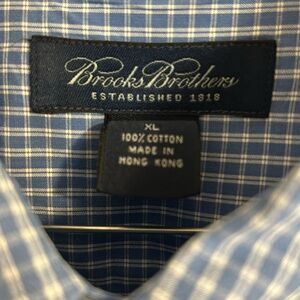 Brooks Brothers
ESTABLISHED 1818
XL
100% COTTON
MADE IN
HONG KONG